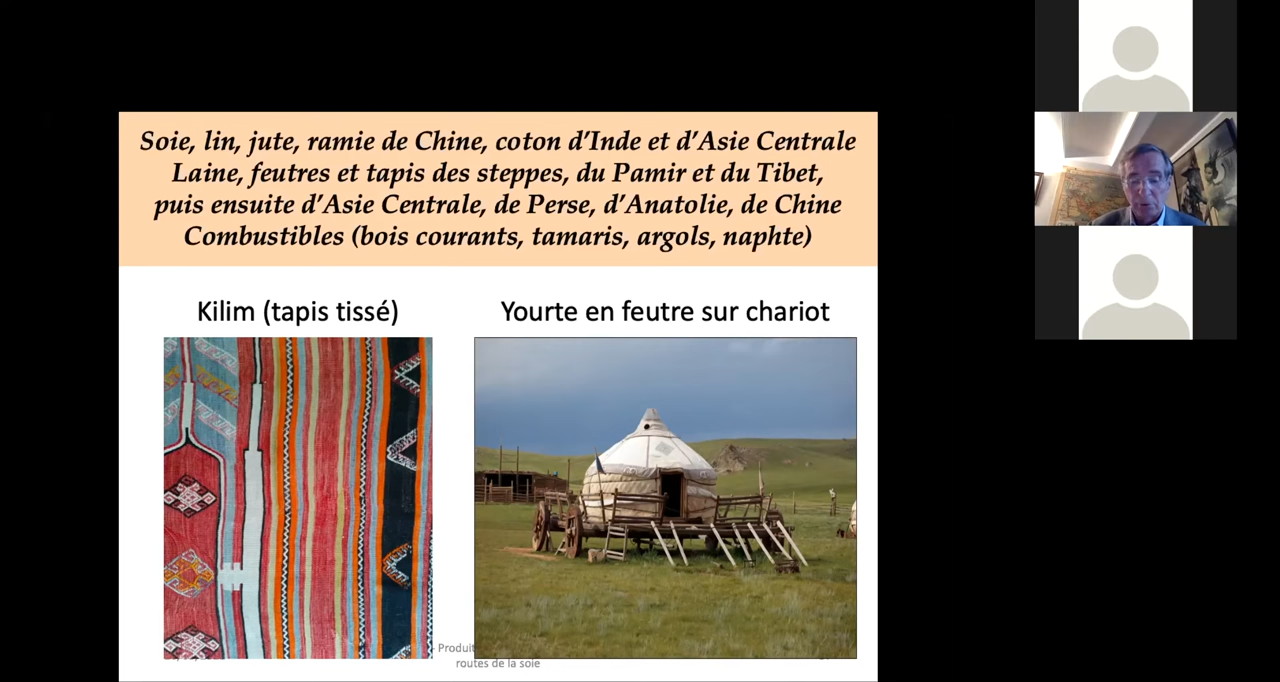 Soie, lin, jute, ramie de Chine, coton d’Inde et d’Asie Centrale
Laine, feutres et tapis des steppes, du Pamir et du Tibet,
puis ensuite d’Asie Centrale, de Perse, d’Anatolie, de Chine
Combustibles (bois courants, tamaris, argols, naphte)
Kilim (tapis tissé)
Yourte en feutre sur chariot
routes de la soie